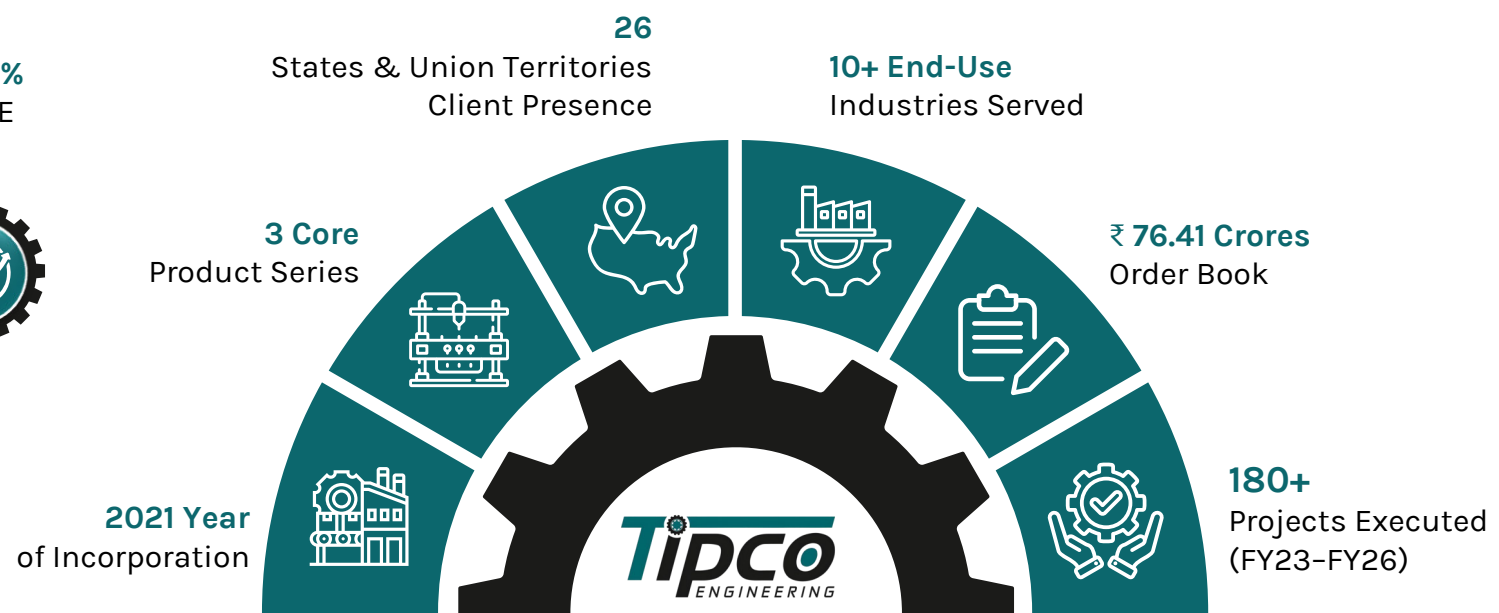 26
States & Union Territories
Client Presence
10+ End-Use
Industries Served
%
E
3 Core
Product Series
₹ 76.41 Crores
Order Book
2021 Year
of Incorporation
180+
Projects Executed
(FY23–FY26)
Tipco
ENGINEERING